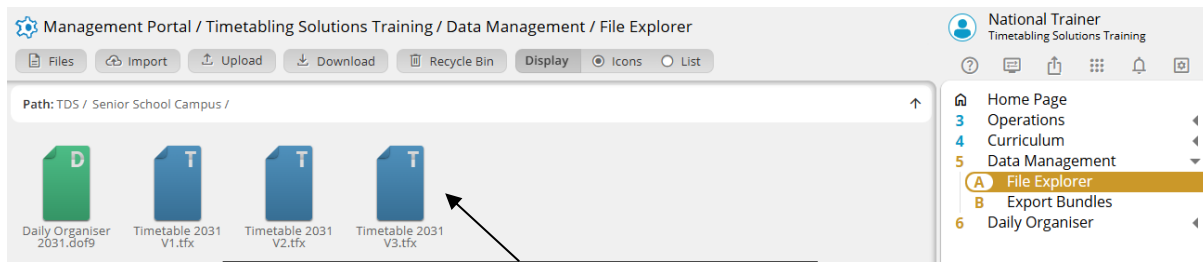 Management Portal / Timetabling Solutions Training / Data Management / File Explorer
Files Import Upload Download Recycle Bin Display Icons List
Path: TDS / Senior School Campus /
D
T
T
T
Daily Organiser
2031.dof9
Timetable 2031
V1.tfx
Timetable 2031
V2.tfx
Timetable 2031
V3.tfx
National Trainer
Timetabling Solutions Training
Home Page
3 Operations
4 Curriculum
5 Data Management
A File Explorer
B Export Bundles
6 Daily Organiser